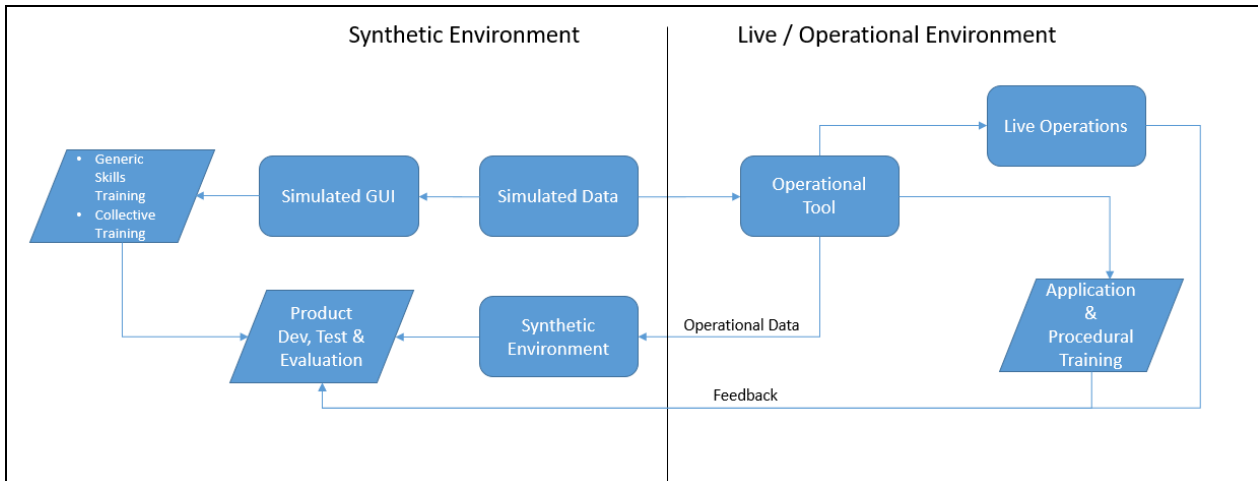 Synthetic Environment
Live / Operational Environment
Live Operations
• Generic
Skills
Training
• Collective
Training
Simulated GUI
Simulated Data
Operational
Tool
Product
Dev, Test &
Evaluation
Synthetic
Environment
Operational Data
Application
&
Procedural
Training
Feedback